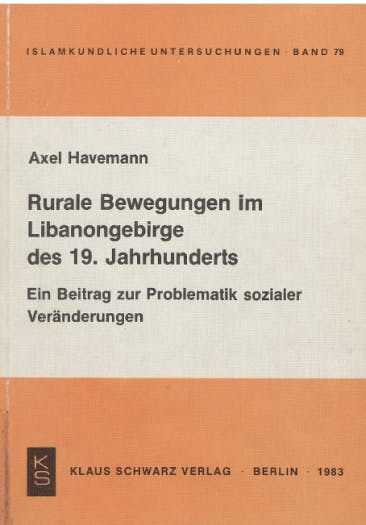 ISLAMKUNDLICHE UNTERSUCHUNGEN · BAND 79
Axel Havemann
Rurale Bewegungen im
Libanongebirge
des 19. Jahrhunderts
Ein Beitrag zur Problematik sozialer
Veränderungen
KS
KLAUS SCHWARZ VERLAG · BERLIN · 1983